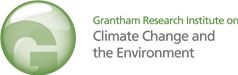 G
Grantham Research Institute on
Climate Change and
the Environment